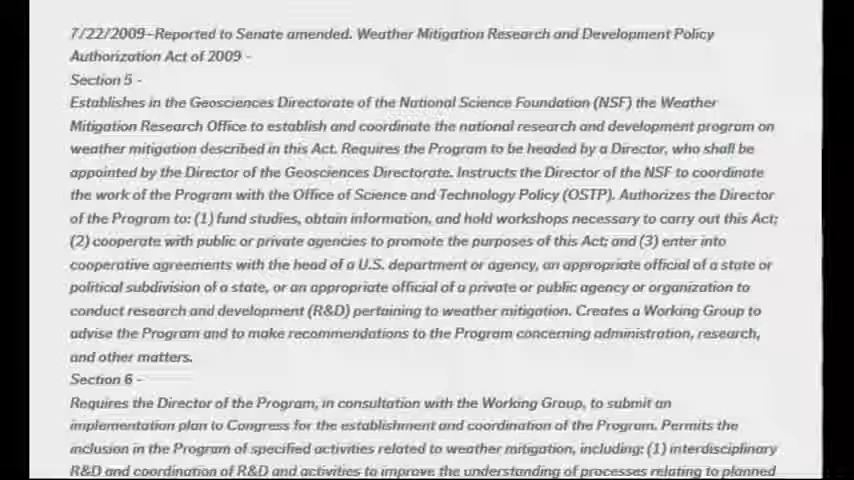 7/22/2009--Reported to Senate amended. Weather Mitigation Research and Development Policy
Authorization Act of 2009 -
Section 5 -
Establishes in the Geosciences Directorate of the National Science Foundation (NSF) the Weather
Mitigation Research Office to establish and coordinate the national research and development program on
weather mitigation described in this Act. Requires the Program to be headed by a Director, who shall be
appointed by the Director of the Geosciences Directorate. Instructs the Director of the NSF to coordinate
the work of the Program with the Office of Science and Technology Policy (OSTP). Authorizes the Director
of the Program to: (1) fund studies, obtain information, and hold workshops necessary to carry out this Act;
(2) cooperate with public or private agencies to promote the purposes of this Act; and (3) enter into
cooperative agreements with the head of a U.S. department or agency, an appropriate official of a state or
political subdivision of a state, or an appropriate official of a private or public agency or organization to
conduct research and development (R&D) pertaining to weather mitigation. Creates a Working Group to
advise the Program and to make recommendations to the Program concerning administration, research,
and other matters.
Section 6 -
Requires the Director of the Program, in consultation with the Working Group, to submit an
implementation plan to Congress for the establishment and coordination of the Program. Permits the
inclusion in the Program of specified activities related to weather mitigation, including: (1) interdisciplinary
R&D and coordination of R&D and activities to improve the understanding of processes relating to planned